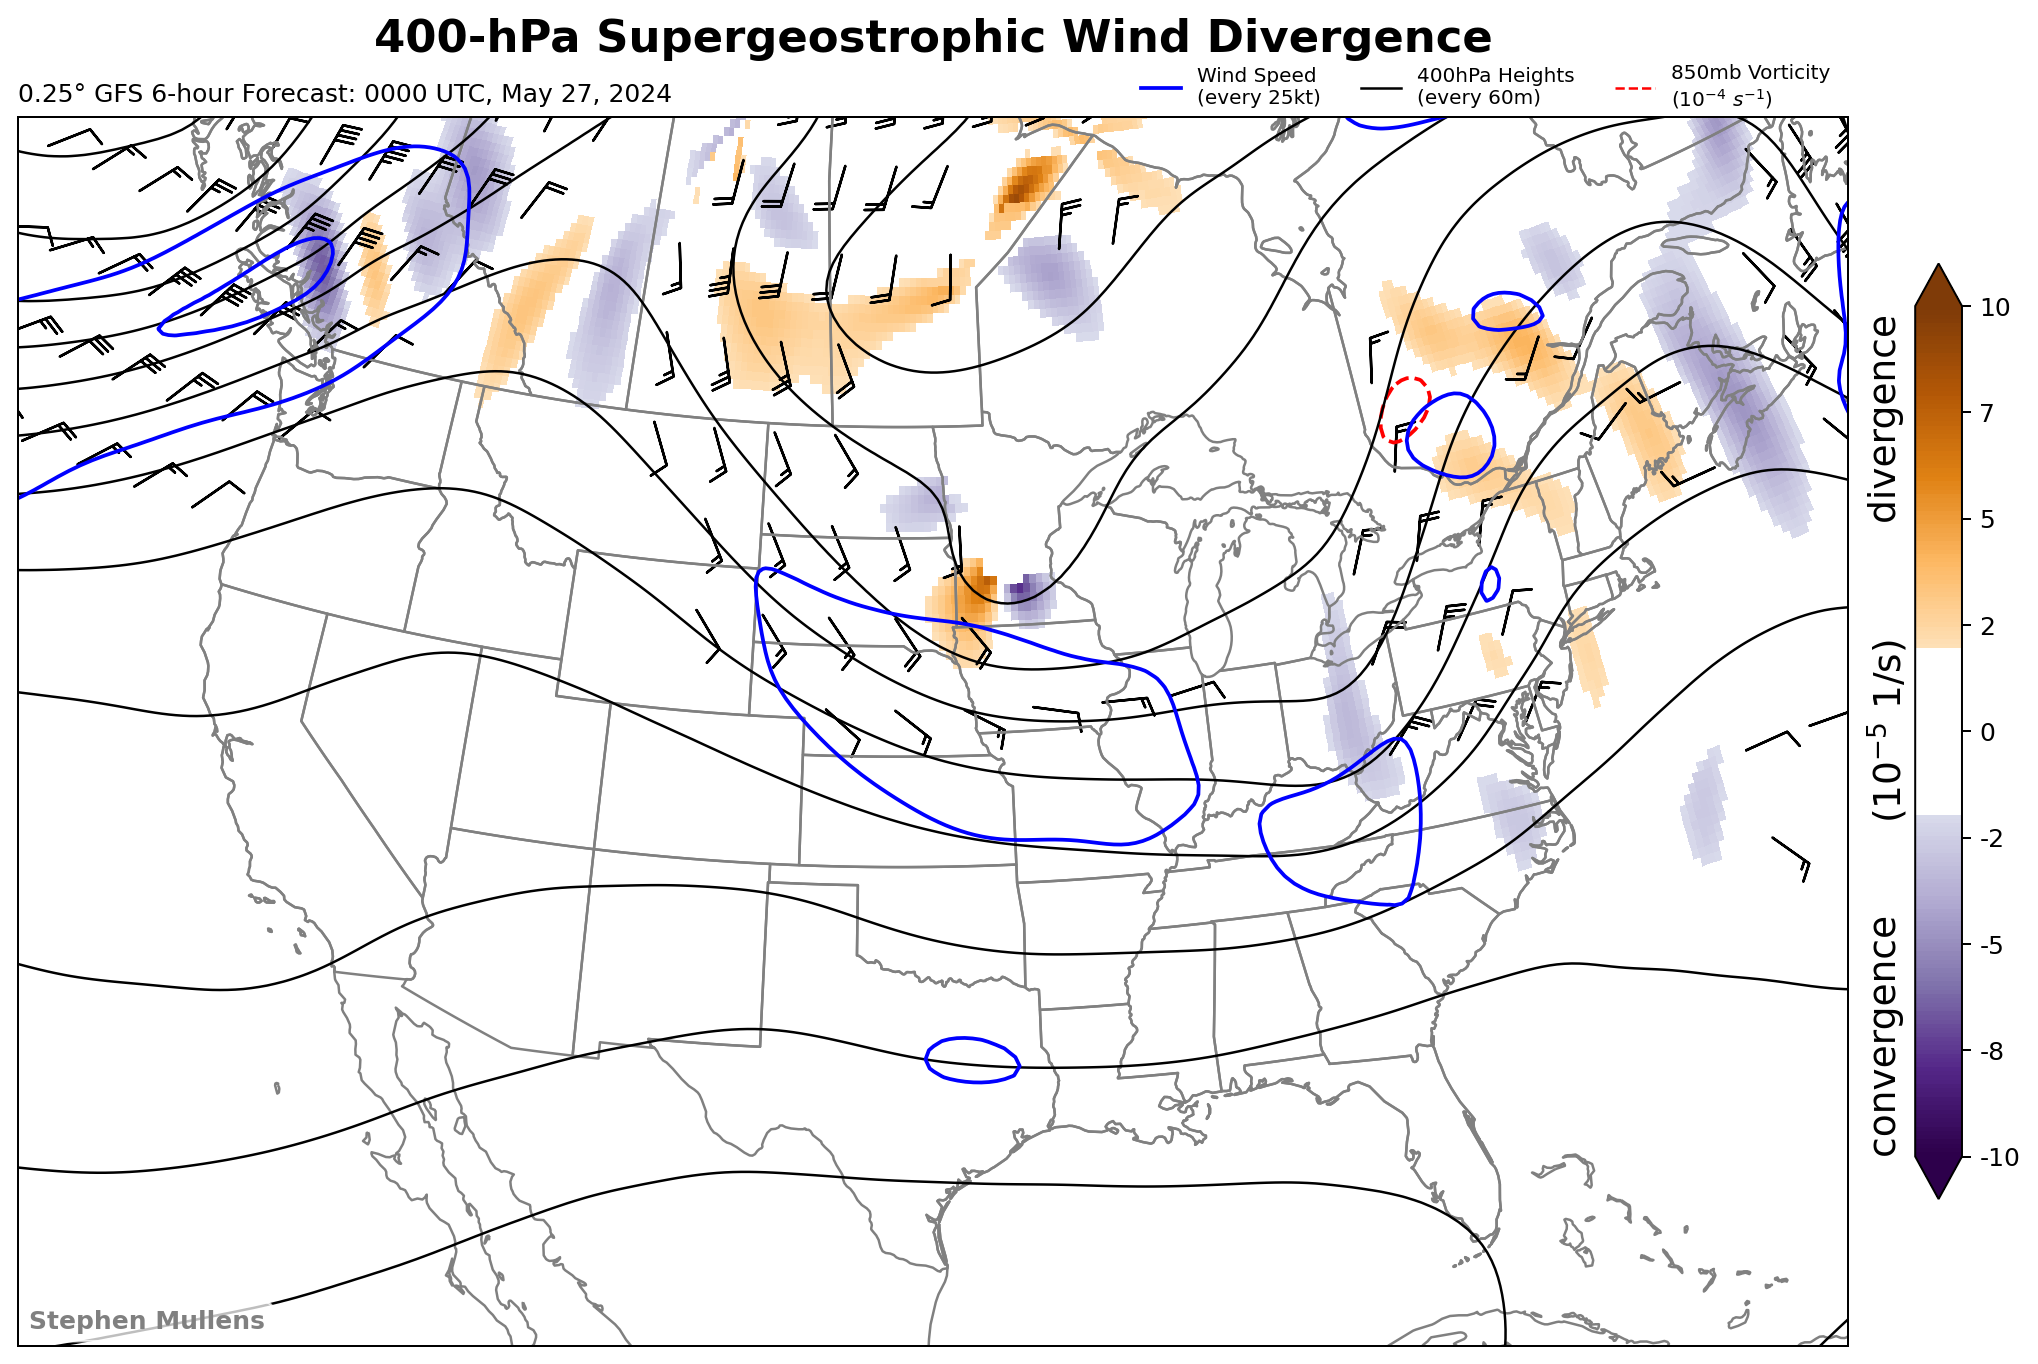 400-hPa Supergeostrophic Wind Divergence
0.25° GFS 6-hour Forecast: 0000 UTC, May 27, 2024
Wind Speed
(every 25kt)
400hPa Heights
(every 60m)
850mb Vorticity
(10⁻⁴ s⁻¹)
10
7
5
2
0
-2
-5
-8
-10
convergence (10⁻⁵ 1/s) divergence
Stephen Mullens